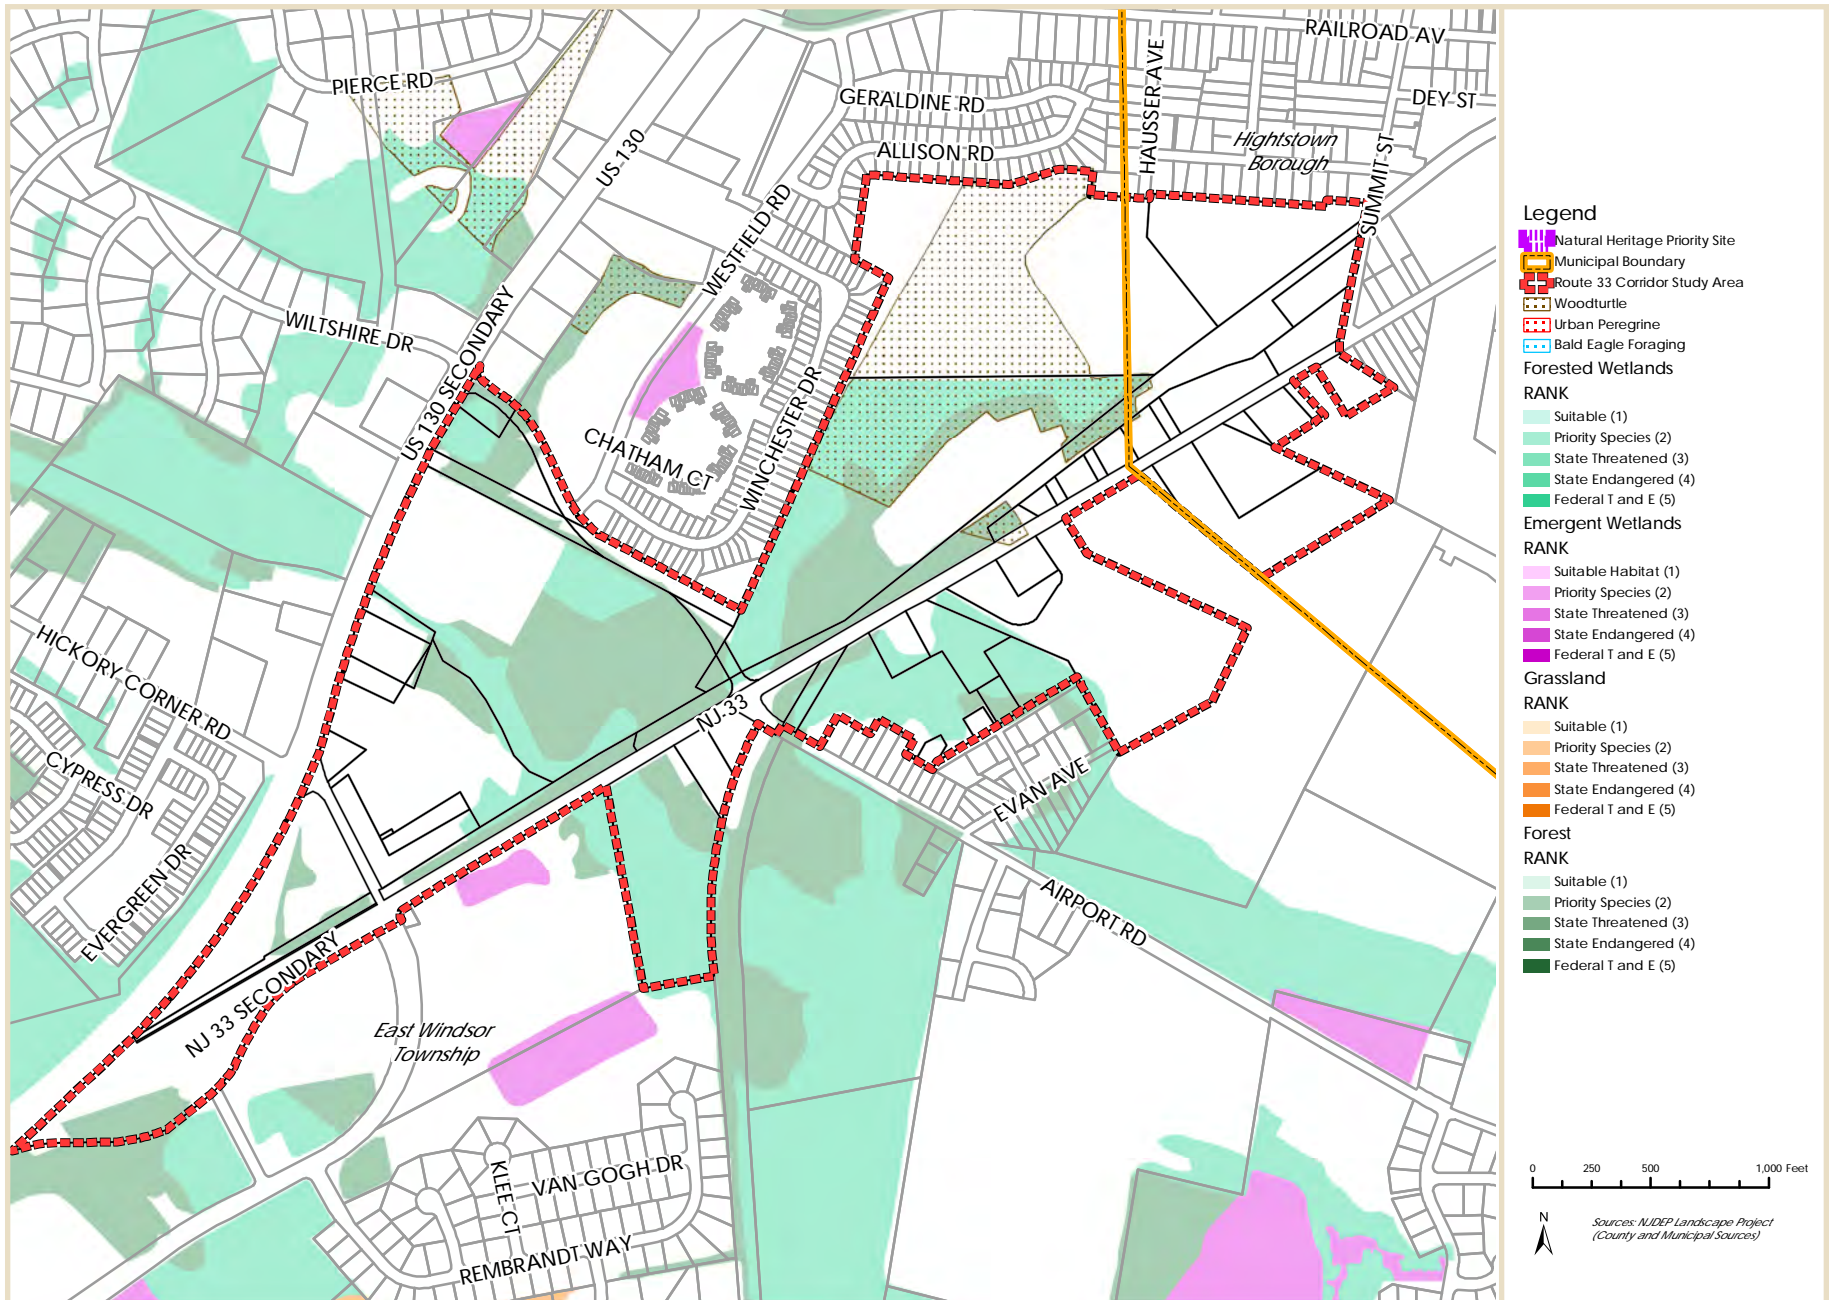 RAILROAD AV
PIERCE RD
GERALDINE RD
HAUSSER AVE
DEY ST
US 130
ALLISON RD
Hightstown
Borough
SUMMIT ST
WESTFIELD RD
WILTSHIRE DR
US 130 SECONDARY
CHATHAM CT
WINCHESTER DR
HICKORY CORNER RD
NJ-33
CYPRESS DR
EVAN AVE
EVERGREEN DR
AIRPORT RD
NJ 33 SECONDARY
East Windsor
Township
KLEE CT
VAN GOGH DR
REMBRANDT WAY
Legend
Natural Heritage Priority Site
Municipal Boundary
Route 33 Corridor Study Area
Woodturtle
Urban Peregrine
Bald Eagle Foraging
Forested Wetlands
RANK
Suitable (1)
Priority Species (2)
State Threatened (3)
State Endangered (4)
Federal T and E (5)
Emergent Wetlands
RANK
Suitable Habitat (1)
Priority Species (2)
State Threatened (3)
State Endangered (4)
Federal T and E (5)
Grassland
RANK
Suitable (1)
Priority Species (2)
State Threatened (3)
State Endangered (4)
Federal T and E (5)
Forest
RANK
Suitable (1)
Priority Species (2)
State Threatened (3)
State Endangered (4)
Federal T and E (5)
0 250 500 1,000 Feet
N
Sources: NJDEP Landscape Project
(County and Municipal Sources)